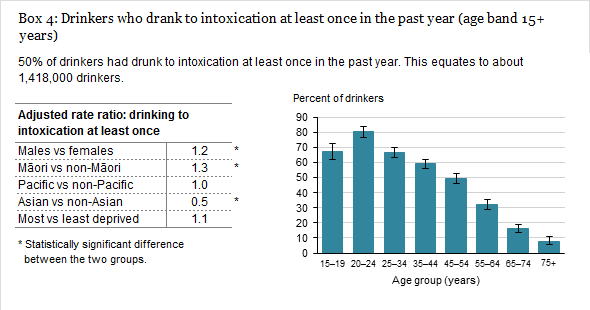 Box 4: Drinkers who drank to intoxication at least once in the past year (age band 15+
years)
50% of drinkers had drunk to intoxication at least once in the past year. This equates to about
1,418,000 drinkers.
Adjusted rate ratio: drinking to
intoxication at least once
Males vs females 1.2 *
Māori vs non-Māori 1.3 *
Pacific vs non-Pacific 1.0
Asian vs non-Asian 0.5 *
Most vs least deprived 1.1
* Statistically significant difference
between the two groups.
Percent of drinkers
90
80
70
60
50
40
30
20
10
0
15–19 20–24 25–34 35–44 45–54 55–64 65–74 75+
Age group (years)